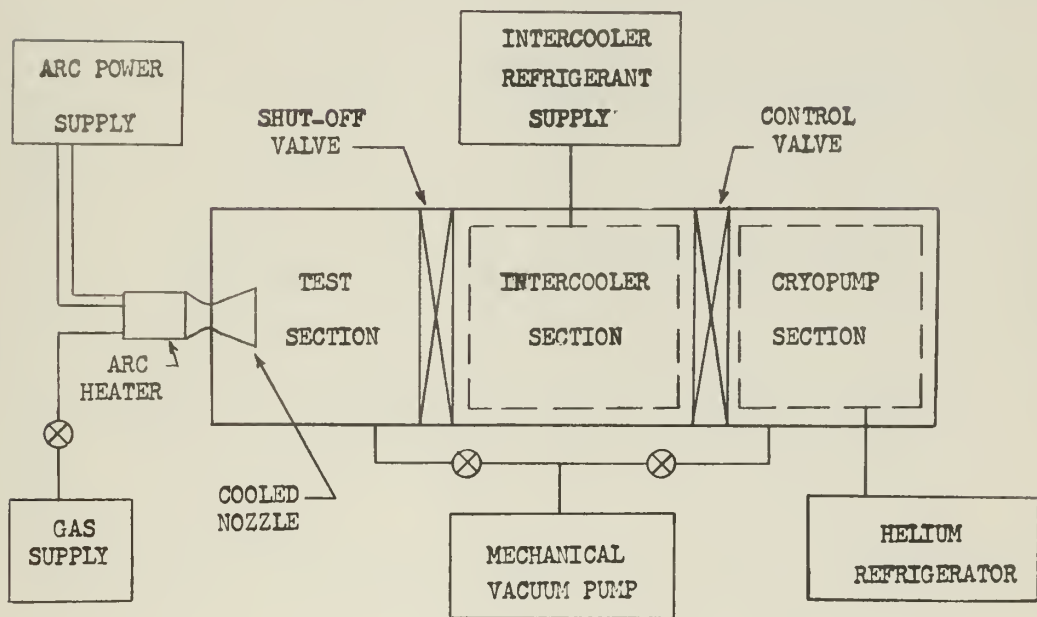 ARC POWER
SUPPLY
INTERCOOLER
REFRIGERANT
SUPPLY
SHUT-OFF
VALVE
CONTROL
VALVE
TEST
SECTION
INTERCOOLER
SECTION
CRYOPUMP
SECTION
ARC
HEATER
COOLED
NOZZLE
GAS
SUPPLY
MECHANICAL
VACUUM PUMP
HELIUM
REFRIGERATOR